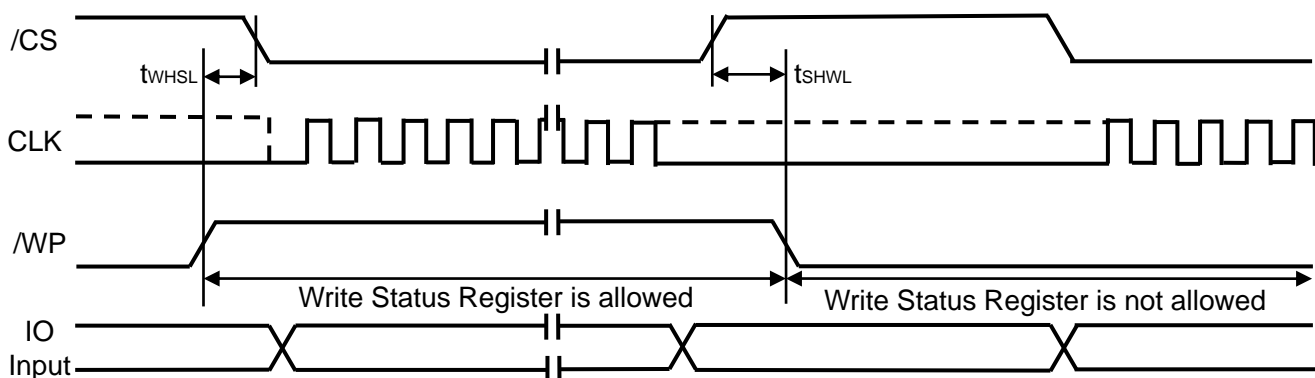 /CS
tWHSL
tSHWL
CLK
/WP
Write Status Register is allowed
Write Status Register is not allowed
IO
Input